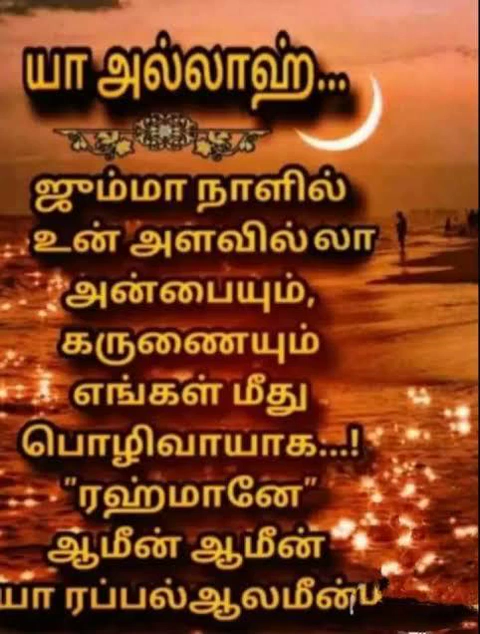 யா அல்லாஹ்...
ஜும்மா நாளில்
உன் அளவில்லா
அன்பையும்,
கருணையும்
எங்கள் மீது
பொழிவாயாக...!
"ரஹ்மானே"
ஆமீன் ஆமீன்
யா ரப்பல்ஆலமீன்